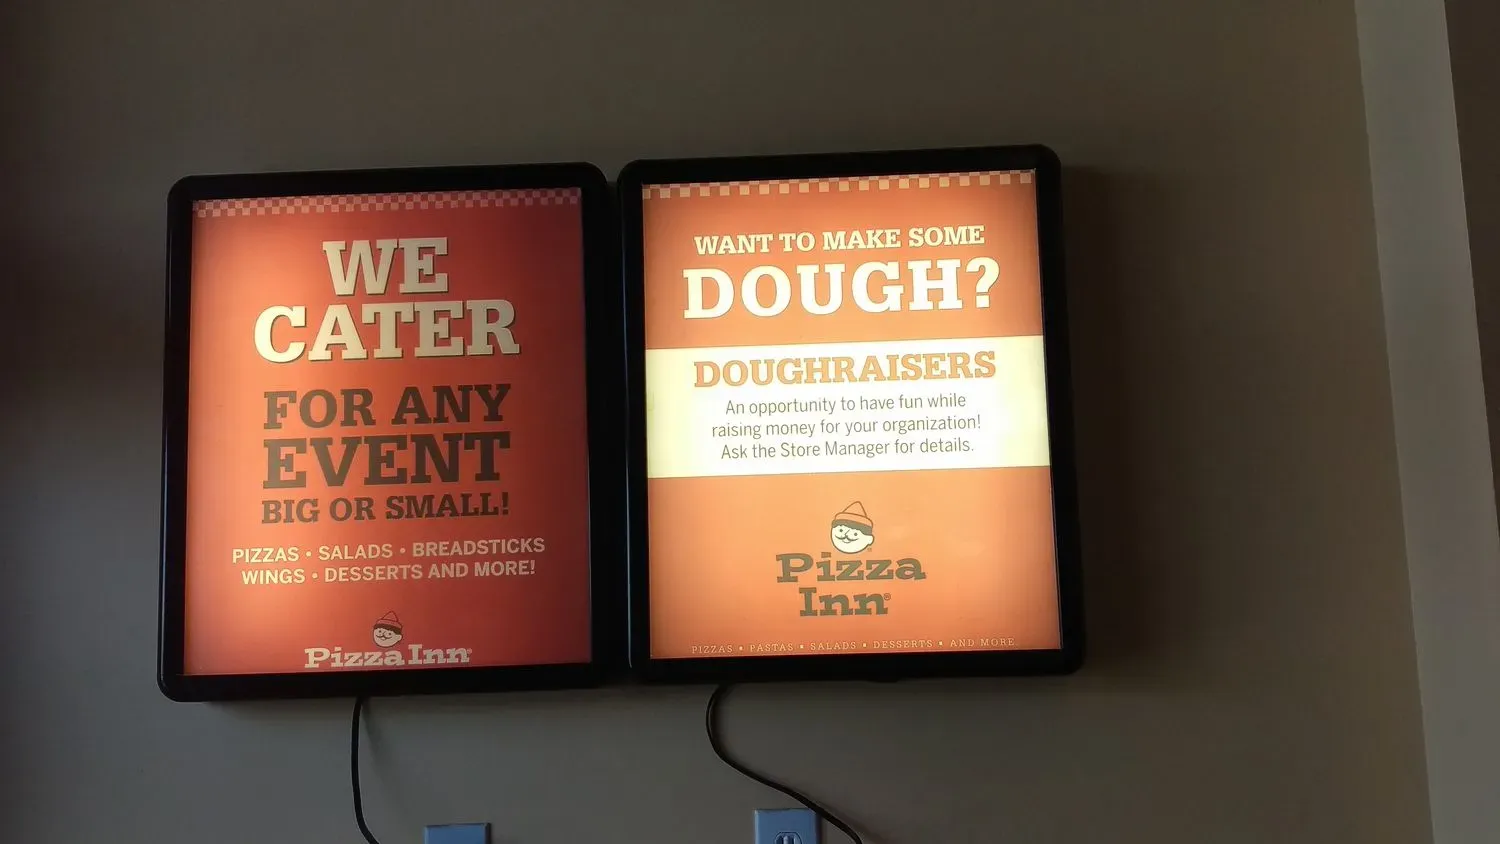 WE
CATER
FOR ANY
EVENT
BIG OR SMALL!
PIZZAS • SALADS • BREADSTICKS
WINGS • DESSERTS AND MORE!
Pizza Inn®
WANT TO MAKE SOME
DOUGH?
DOUGHRAISERS
An opportunity to have fun while
raising money for your organization!
Ask the Store Manager for details.
Pizza
Inn®
PIZZAS ▪ PASTAS ▪ SALADS ▪ DESSERTS ▪ AND MORE